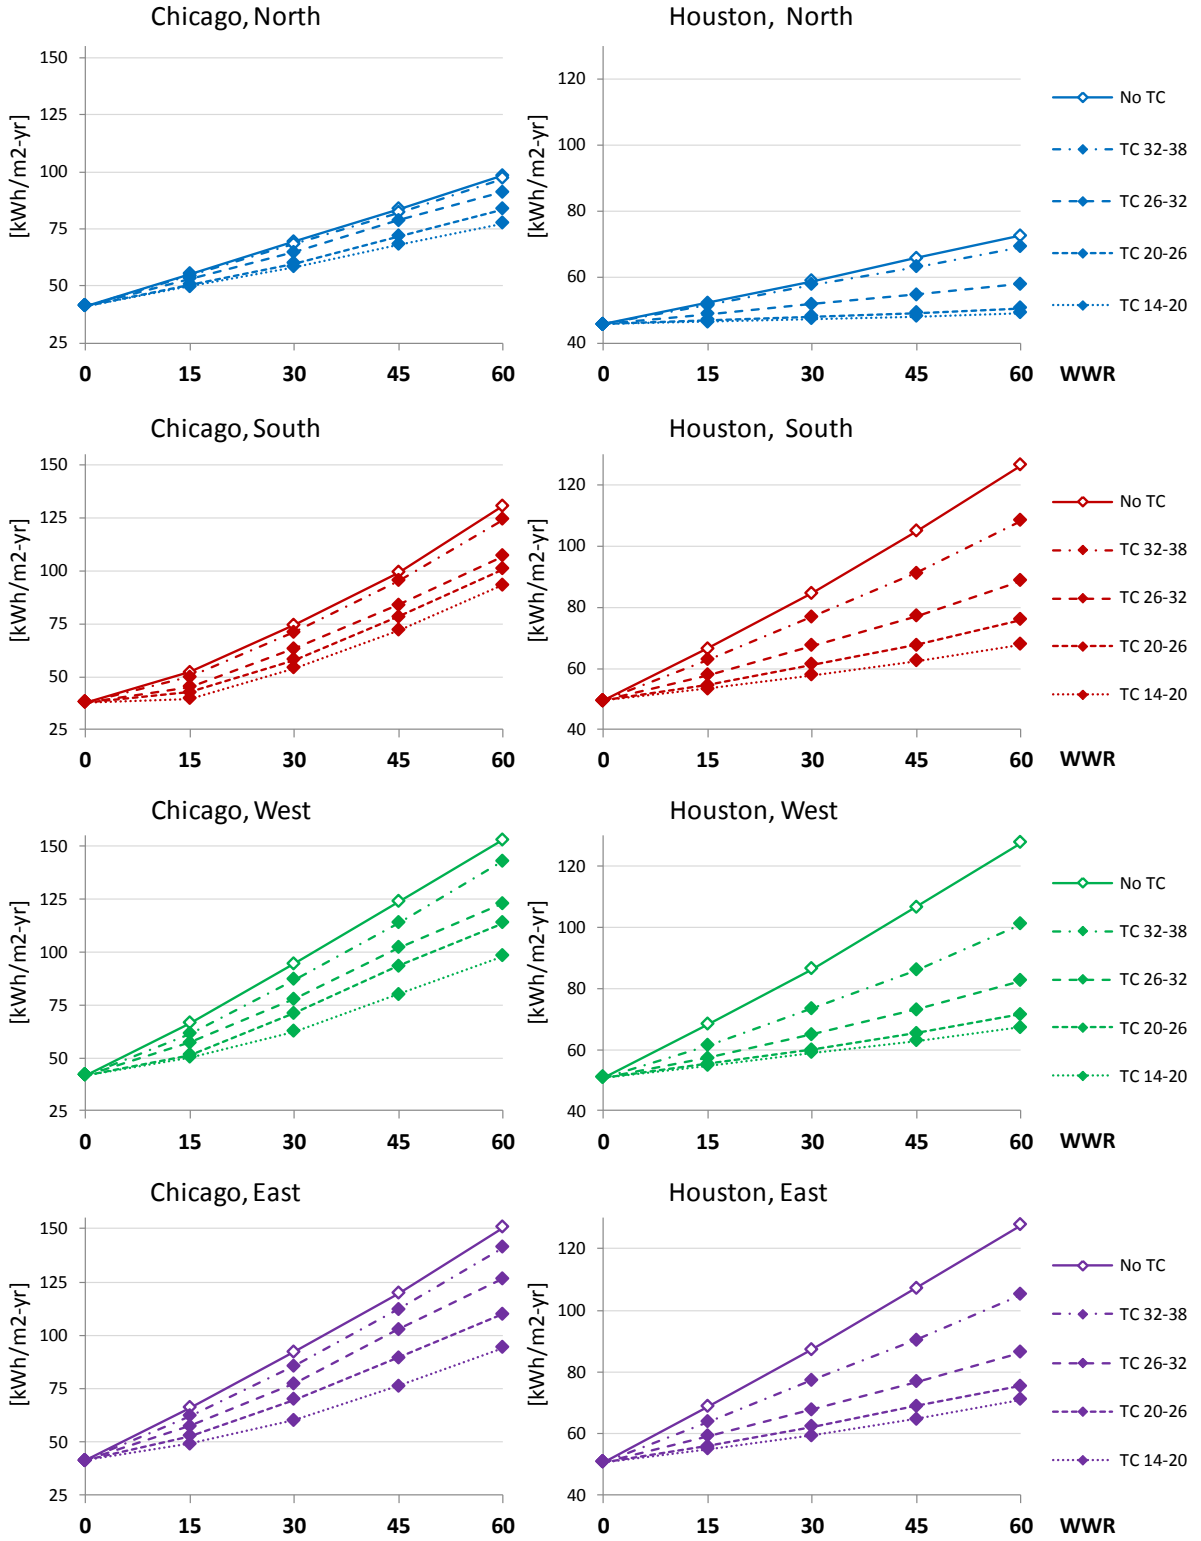 Chicago, North
[kWh/m2-yr]
150
125
100
75
50
25
0 15 30 45 60
Houston, North
[kWh/m2-yr]
120
100
80
60
40
0 15 30 45 60 WWR
No TC
TC 32-38
TC 26-32
TC 20-26
TC 14-20
Chicago, South
[kWh/m2-yr]
150
125
100
75
50
25
0 15 30 45 60
Houston, South
[kWh/m2-yr]
120
100
80
60
40
0 15 30 45 60 WWR
No TC
TC 32-38
TC 26-32
TC 20-26
TC 14-20
Chicago, West
[kWh/m2-yr]
150
125
100
75
50
25
0 15 30 45 60
Houston, West
[kWh/m2-yr]
120
100
80
60
40
0 15 30 45 60 WWR
No TC
TC 32-38
TC 26-32
TC 20-26
TC 14-20
Chicago, East
[kWh/m2-yr]
150
125
100
75
50
25
0 15 30 45 60
Houston, East
[kWh/m2-yr]
120
100
80
60
40
0 15 30 45 60 WWR
No TC
TC 32-38
TC 26-32
TC 20-26
TC 14-20